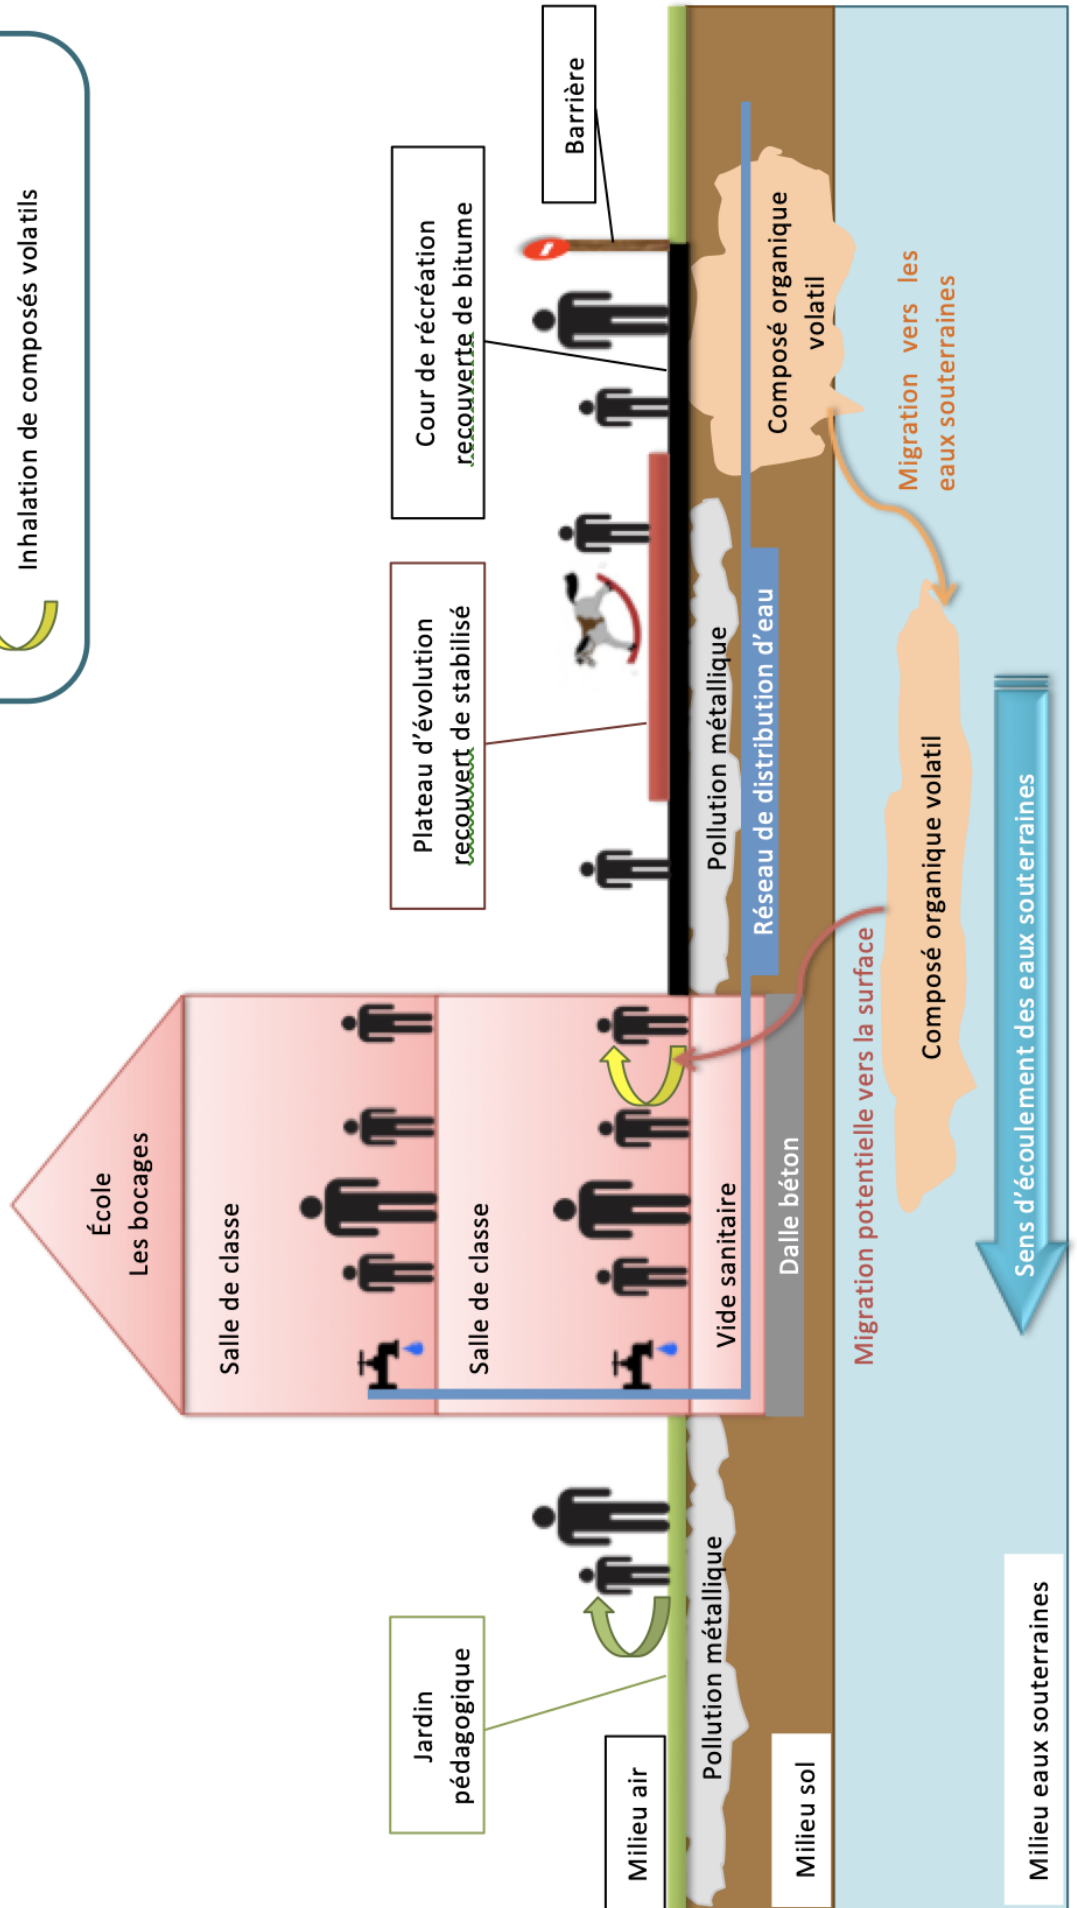 Inhalation de composés volatils
École
Les bocages
Salle de classe
Salle de classe
Vide sanitaire
Dalle béton
Jardin
pédagogique
Plateau d'évolution
recouvert de stabilisé
Cour de récréation
recouverte de bitume
Barrière
Milieu air
Pollution métallique
Pollution métallique
Réseau de distribution d'eau
Composé organique
volatil
Milieu sol
Migration potentielle vers la surface
Migration vers les
eaux souterraines
Composé organique volatil
Sens d'écoulement des eaux souterraines
Milieu eaux souterraines